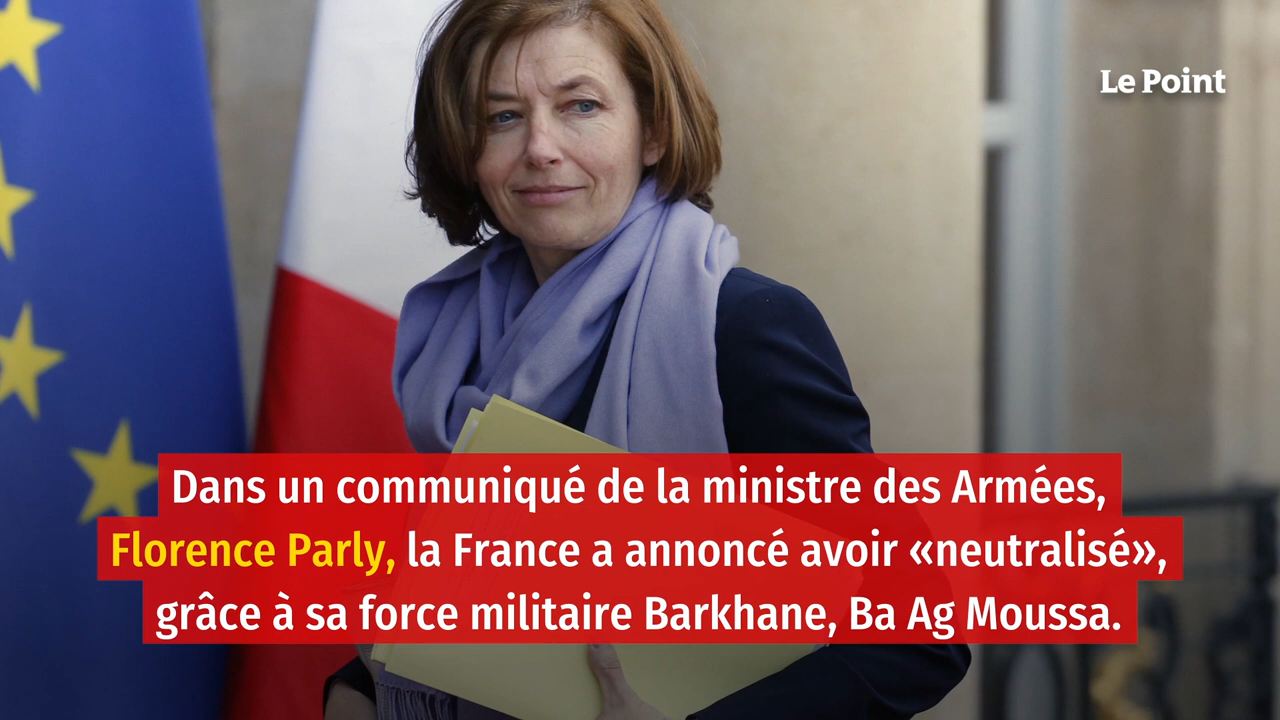 Le Point
Dans un communiqué de la ministre des Armées,
Florence Parly, la France a annoncé avoir «neutralisé»,
grâce à sa force militaire Barkhane, Ba Ag Moussa.